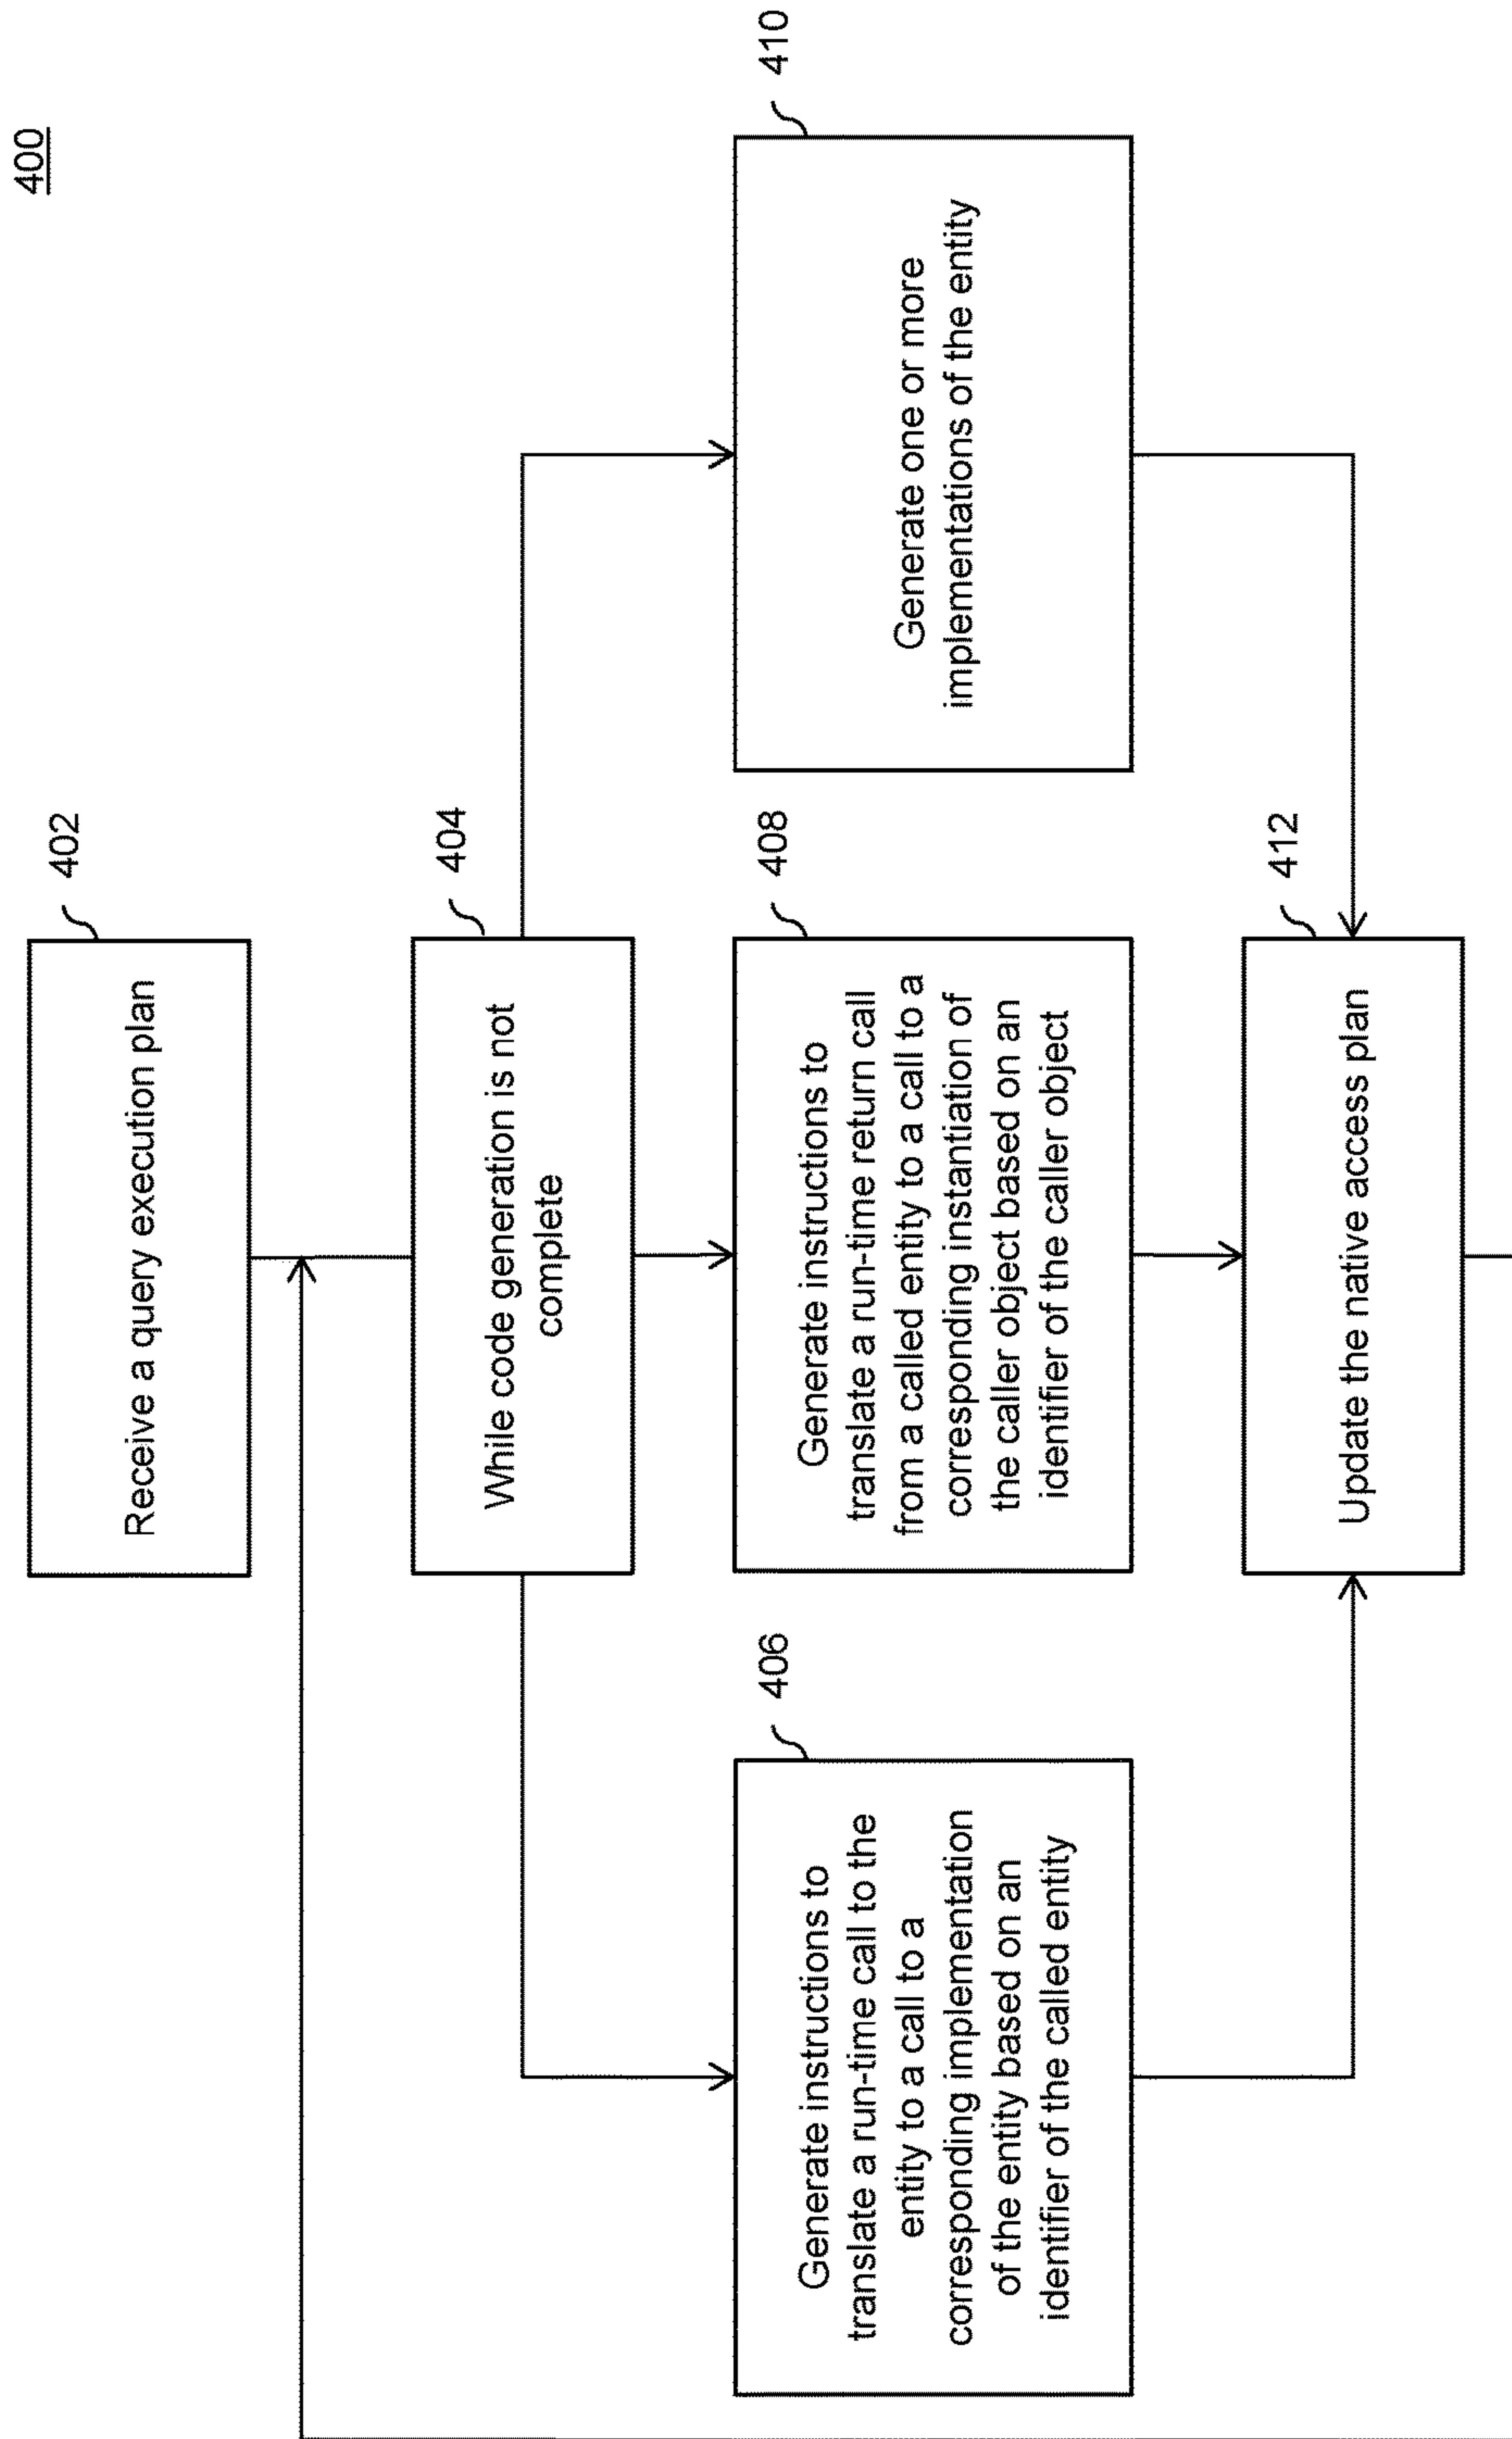 400
402
Receive a query execution plan
404
While code generation is not
complete
406
Generate instructions to
translate a run-time call to the
entity to a call to a
corresponding implementation
of the entity based on an
identifier of the called entity
408
Generate instructions to
translate a run-time return call
from a called entity to a call to a
corresponding instantiation of
the caller object based on an
identifier of the caller object
410
Generate one or more
implementations of the entity
412
Update the native access plan